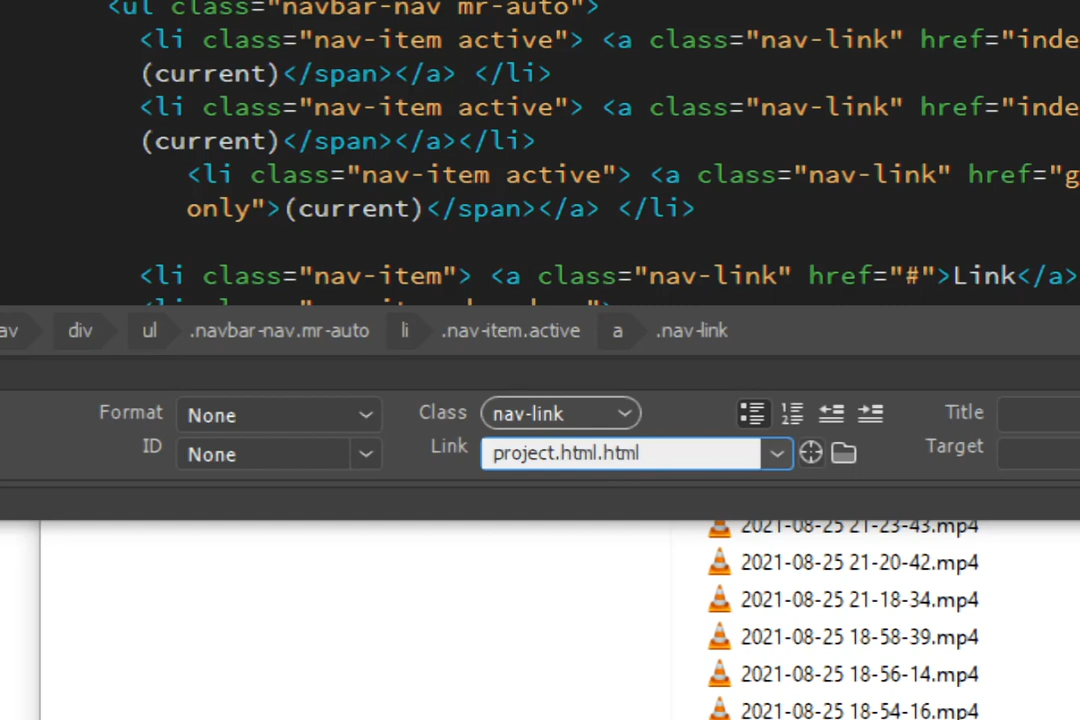 <ul class="navbar-nav mr-auto">
<li class="nav-item active"> <a class="nav-link" href="inde
(current)</span></a> </li>
<li class="nav-item active"> <a class="nav-link" href="inde
(current)</span></a></li>
<li class="nav-item active"> <a class="nav-link" href="g
only">(current)</span></a> </li>
<li class="nav-item"> <a class="nav-link" href="#">Link</a>
av div ul .navbar-nav.mr-auto li .nav-item.active a .nav-link
Format None Class nav-link Title
ID None Link project.html.html Target
2021-08-25 21-23-43.mp4
2021-08-25 21-20-42.mp4
2021-08-25 21-18-34.mp4
2021-08-25 18-58-39.mp4
2021-08-25 18-56-14.mp4
2021-08-25 18-54-16.mp4